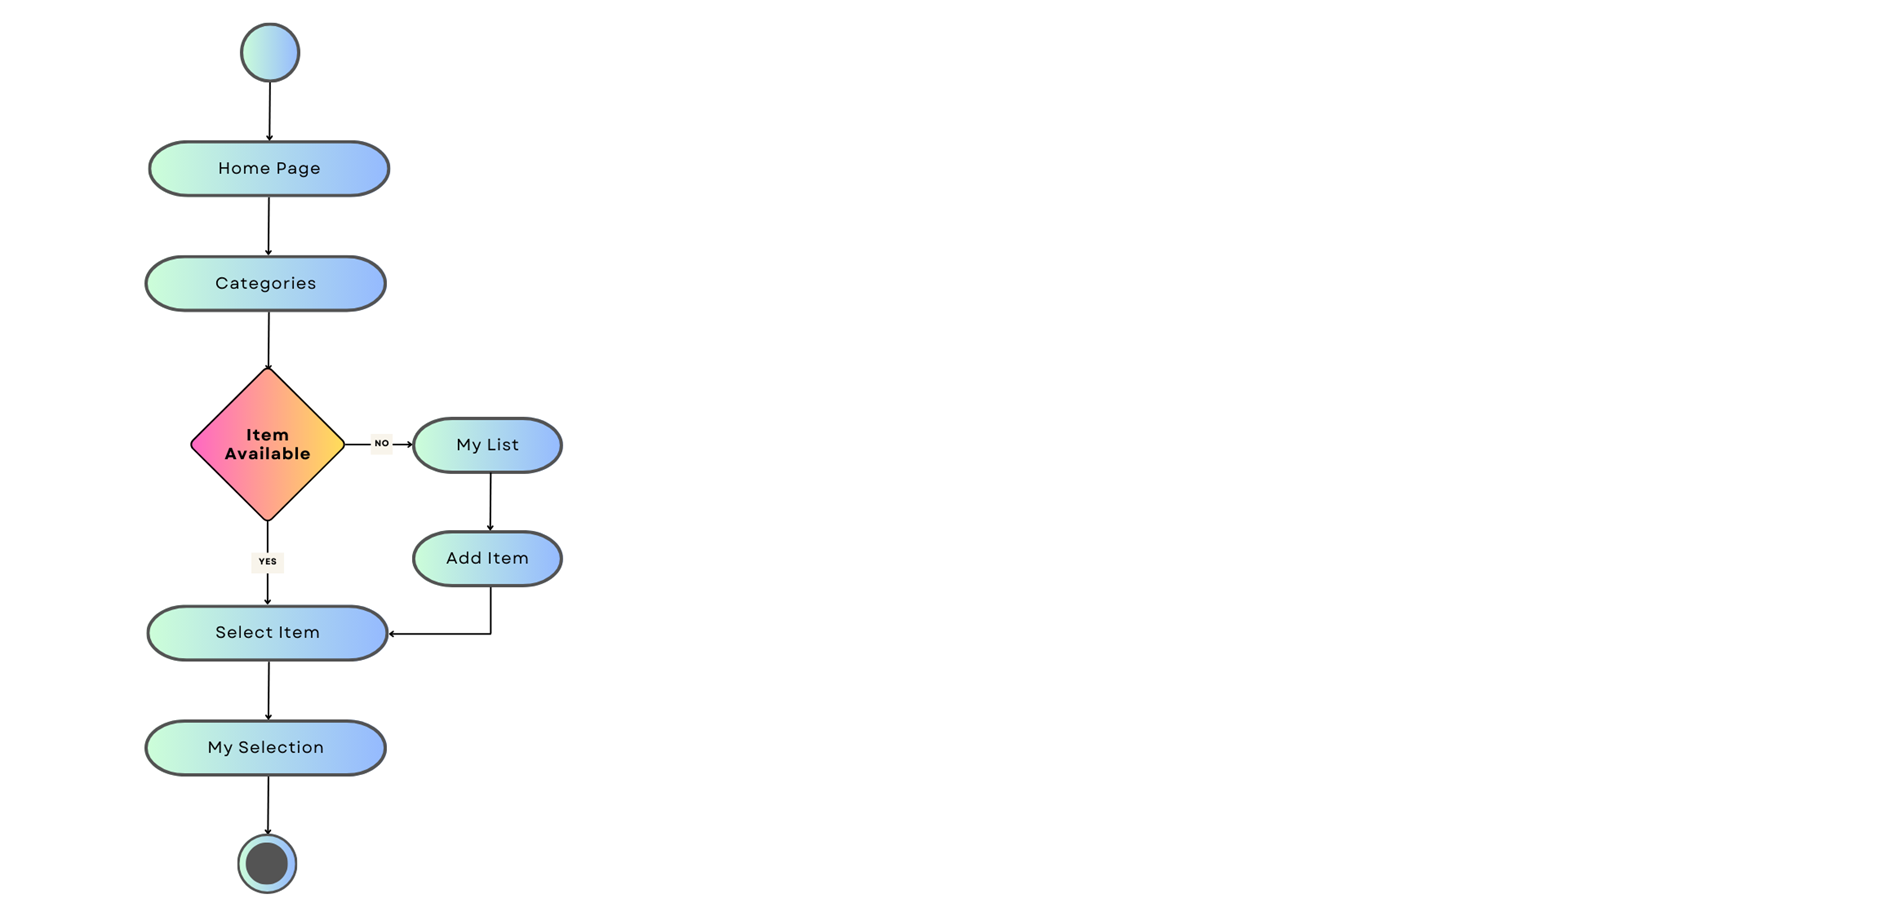 Home Page
Categories
Item
Available
NO
My List
Add Item
YES
Select Item
My Selection